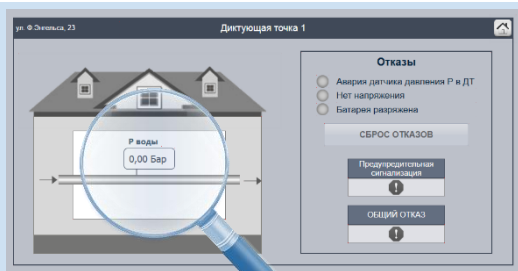 ул. Ф.Энгельса, 23
Диктующая точка 1
Отказы
Авария датчика давления Р в ДТ
Нет напряжения
Батарея разряжена
СБРОС ОТКАЗОВ
Р воды
0,00 Бар
Предупредительная
сигнализация
ОБЩИЙ ОТКАЗ